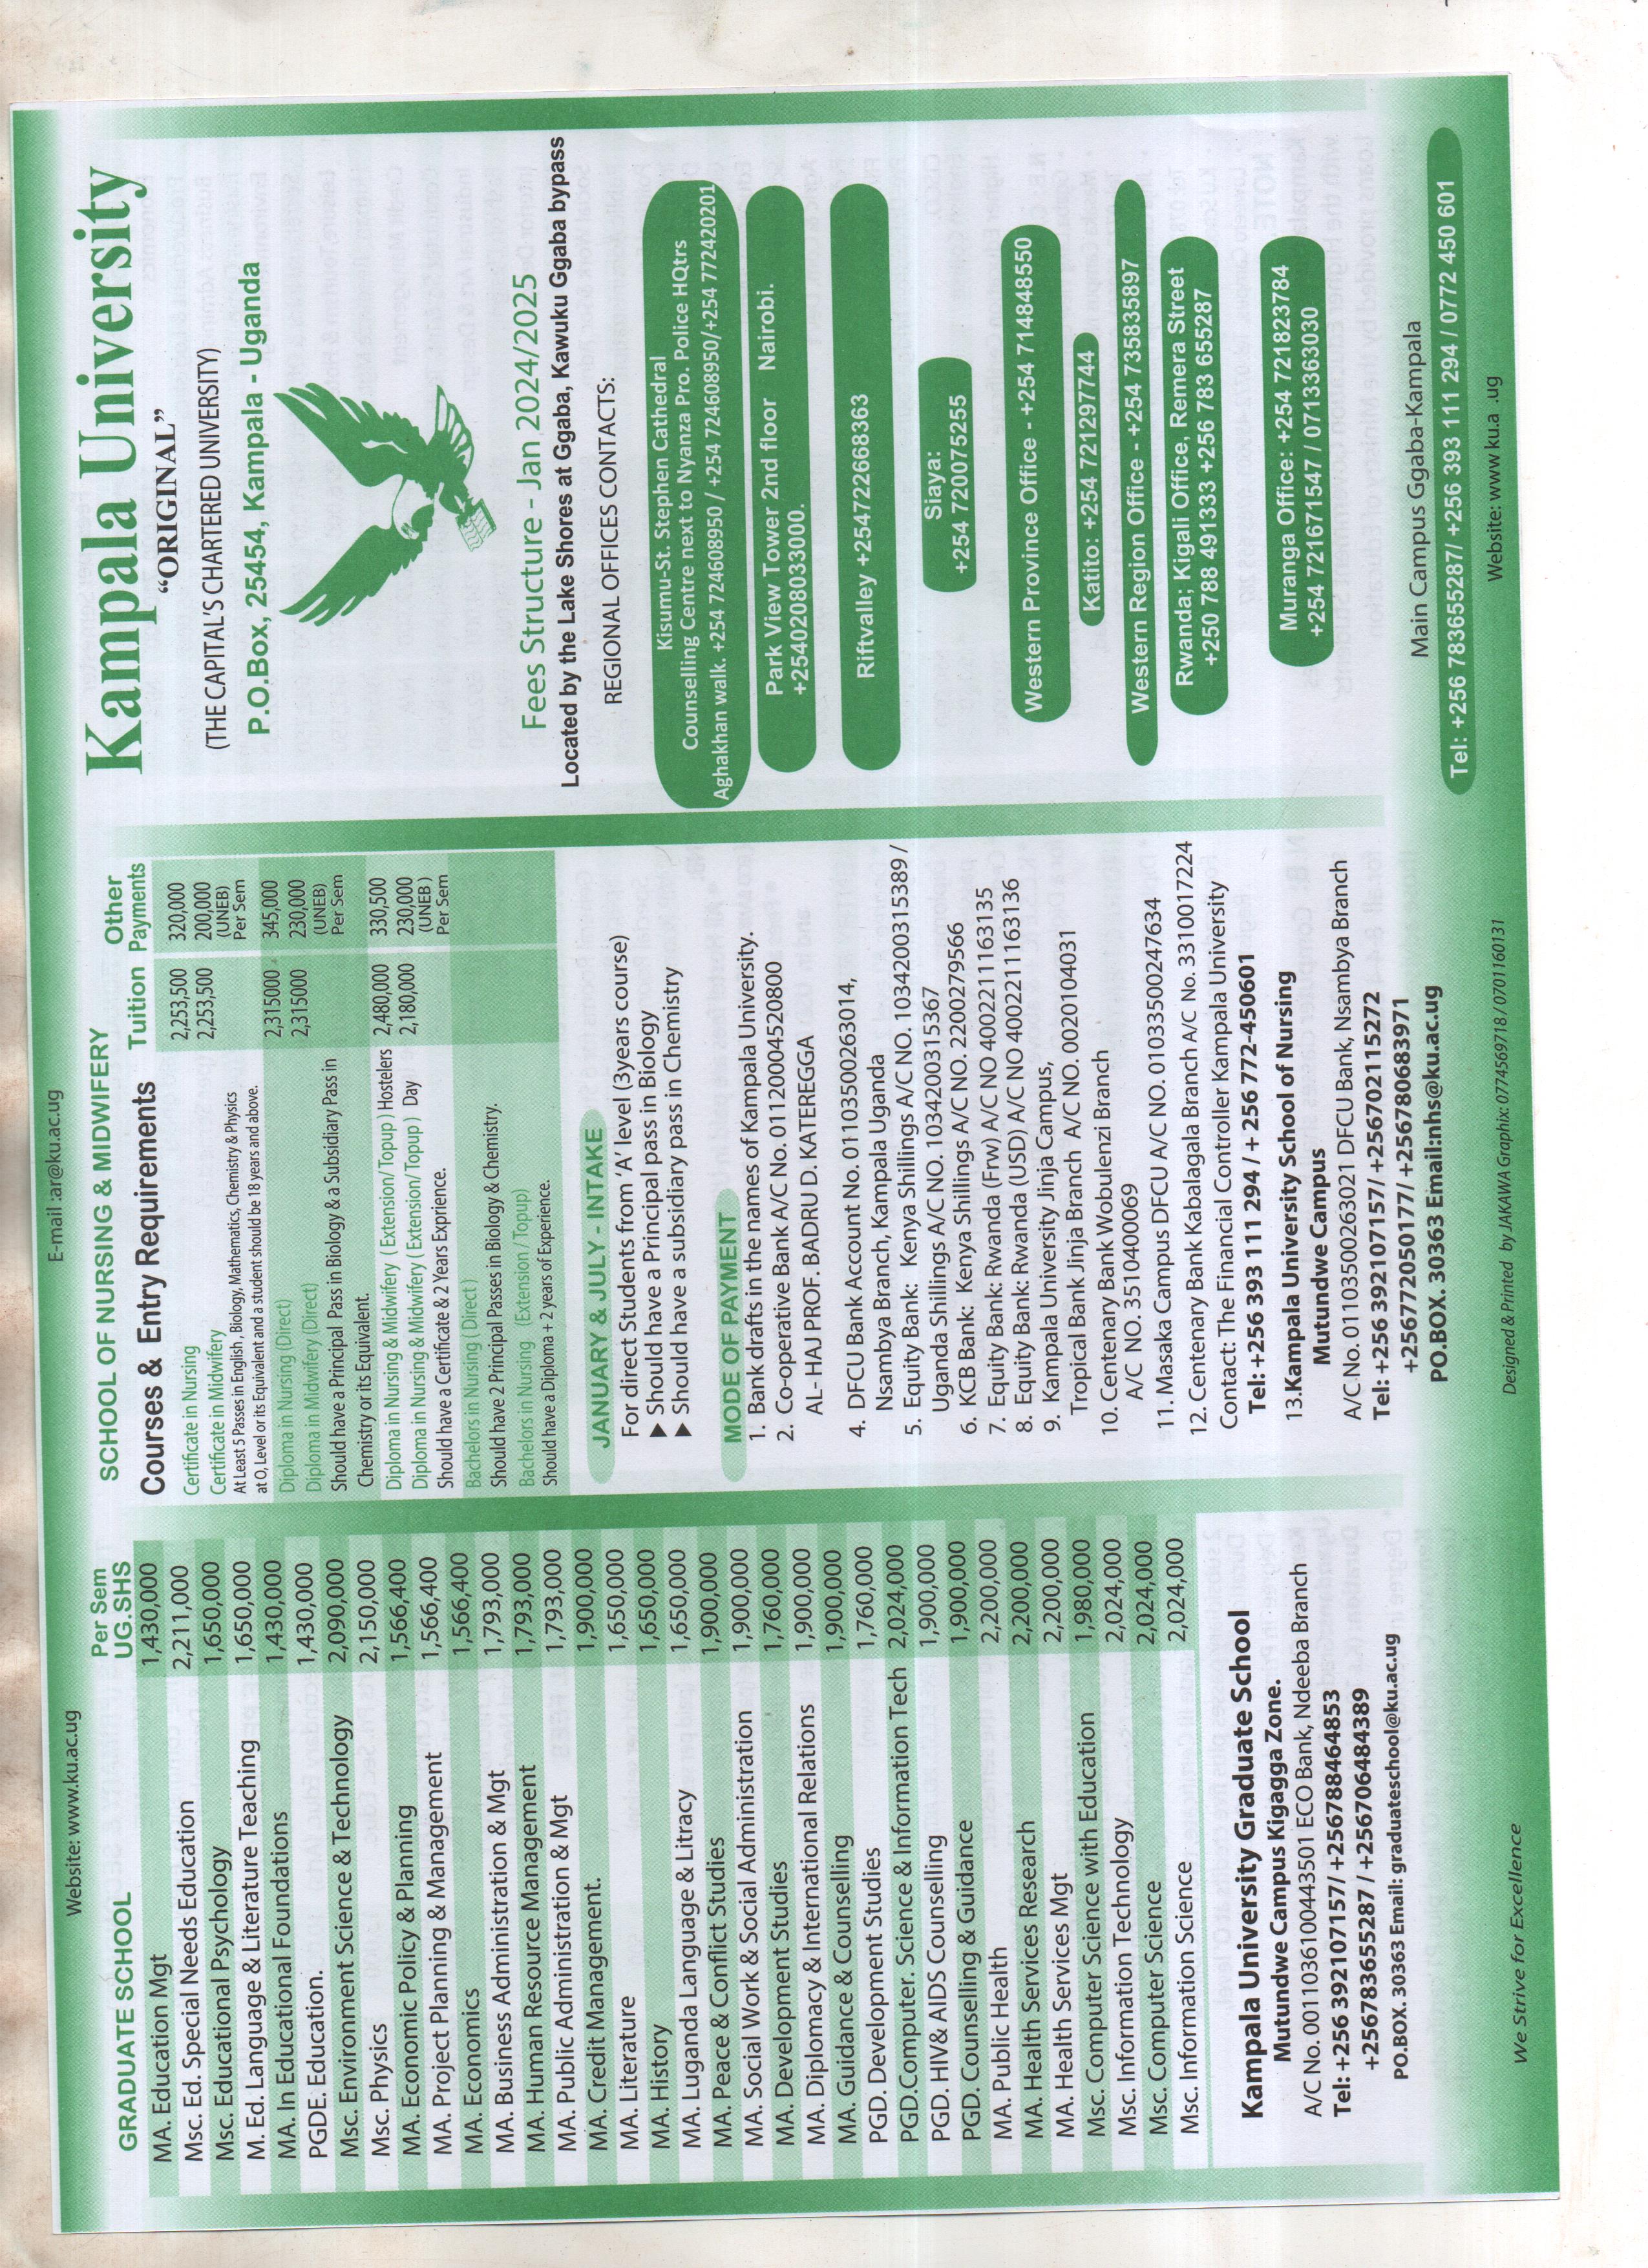 Website: www.ku.ac.ug
GRADUATE SCHOOL Per Sem UG.SHS
MA. Education Mgt 1,430,000
Msc. Ed. Special Needs Education 2,211,000
Msc. Educational Psychology 1,650,000
M. Ed. Language & Literature Teaching 1,650,000
MA. In Educational Foundations 1,430,000
PGDE. Education. 1,430,000
Msc. Environment Science & Technology 2,090,000
Msc. Physics 2,150,000
MA. Economic Policy & Planning 1,566,400
MA. Project Planning & Management 1,566,400
MA. Economics 1,566,400
MA. Business Administration & Mgt 1,793,000
MA. Human Resource Management 1,793,000
MA. Public Administration & Mgt 1,793,000
MA. Credit Management. 1,900,000
MA. Literature 1,650,000
MA. History 1,650,000
MA. Luganda Language & Litracy 1,650,000
MA. Peace & Conflict Studies 1,900,000
MA. Social Work & Social Administration 1,900,000
MA. Development Studies 1,760,000
MA. Diplomacy & International Relations 1,900,000
MA. Guidance & Counselling 1,900,000
PGD. Development Studies 1,760,000
PGD.Computer. Science & Information Tech 2,024,000
PGD. HIV& AIDS Counselling 1,900,000
PGD. Counselling & Guidance 1,900,000
MA. Public Health 2,200,000
MA. Health Services Research 2,200,000
MA. Health Services Mgt 2,200,000
Msc. Computer Science with Education 1,980,000
Msc. Information Technology 2,024,000
Msc. Computer Science 2,024,000
Msc. Information Science 2,024,000
Kampala University Graduate School
Mutundwe Campus Kigagga Zone.
A/C No. 0011036100443501 ECO Bank, Ndeeba Branch
Tel: +256 392107157/ +256788464853
+256783655287 / +256706484389
PO.BOX. 30363 Email: graduateschool@ku.ac.ug
We Strive for Excellence
E-mail :ar@ku.ac.ug
SCHOOL OF NURSING & MIDWIFERY
Courses & Entry Requirements Tuition Other Payments
Certificate in Nursing 2,253,500 320,000
Certificate in Midwifery 2,253,500 200,000
(UNEB)
Per Sem
At Least 5 Passes in English , Biology, Mathematics, Chemistry & Physics
at O, Level or its Equivalent and a student should be 18 years and above.
Diploma in Nursing (Direct) 2,315000 345,000
Diploma in Midwifery (Direct) 2,315000 230,000
(UNEB)
Per Sem
Should have a Principal Pass in Biology & a Subsidiary Pass in
Chemistry or its Equivalent.
Diploma in Nursing & Midwifery ( Extension/ Topup ) Hostelers 2,480,000 330,500
Diploma in Nursing & Midwifery ( Extension/ Topup ) Day 2,180,000 230,000
(UNEB )
Per Sem
Should have a Certificate & 2 Years Exprience.
Bachelors in Nursing ( Direct )
Should have 2 Principal Passes in Biology & Chemistry.
Bachelors in Nursing (Extension / Topup)
Should have a Diploma + 2 years of Experience.
JANUARY & JULY - INTAKE
For direct Students from ‘A’ level (3years course)
▶ Should have a Principal pass in Biology
▶ Should have a subsidiary pass in Chemistry
MODE OF PAYMENT
1. Bank drafts in the names of Kampala University.
2. Co-operative Bank A/C No. 01120004520800
AL- HAJ PROF. BADRU D. KATEREGGA
4. DFCU Bank Account No. 01103500263014,
Nsambya Branch, Kampala Uganda
5. Equity Bank: Kenya Shillings A/C NO. 1034200315389 /
Uganda Shillings A/C NO. 1034200315367
6. KCB Bank: Kenya Shillings A/C NO. 2200279566
7. Equity Bank: Rwanda (Frw) A/C NO 4002211163135
8. Equity Bank: Rwanda (USD) A/C NO 4002211163136
9. Kampala University Jinja Campus,
Tropical Bank Jinja Branch A/C NO. 0020104031
10. Centenary Bank Wobulenzi Branch
A/C NO. 3510400069
11. Masaka Campus DFCU A/C NO. 01033500247634
12. Centenary Bank Kabalagala Branch A/C No. 3310017224
Contact: The Financial Controller Kampala University
Tel: +256 393 111 294 / + 256 772-450601
13.Kampala University School of Nursing
Mutundwe Campus
A/C.No. 01103500263021 DFCU Bank, Nsambya Branch
Tel: +256 392107157/ +256702115272
+256772050177/ +256780683971
PO.BOX. 30363 Email:nhs@ku.ac.ug
Designed & Printed by JAKAWA Graphix: 0774569718 / 0701160131
Kampala University
“ORIGINAL”
(THE CAPITAL’S CHARTERED UNIVERSITY)
P.O.Box, 25454, Kampala - Uganda
Fees Structure - Jan 2024/2025
Located by the Lake Shores at Ggaba, Kawuku Ggaba bypass
REGIONAL OFFICES CONTACTS:
Kisumu-St. Stephen Cathedral
Counselling Centre next to Nyanza Pro. Police HQtrs
Aghakhan walk. +254 724608950 / +254 724608950/+254 772420201
Park View Tower 2nd floor Nairobi.
+2540208033000.
Riftvalley +254722668363
Siaya:
+254 720075255
Western Province Office - +254 714848550
Katito: +254 721297744
Western Region Office - +254 735835897
Rwanda; Kigali Office, Remera Street
+250 788 491333 +256 783 655287
Muranga Office: +254 721823784
+254 721671547 / 0713363030
Main Campus Ggaba-Kampala
Tel: +256 783655287/ +256 393 111 294 / 0772 450 601
Website: www ku.a .ug